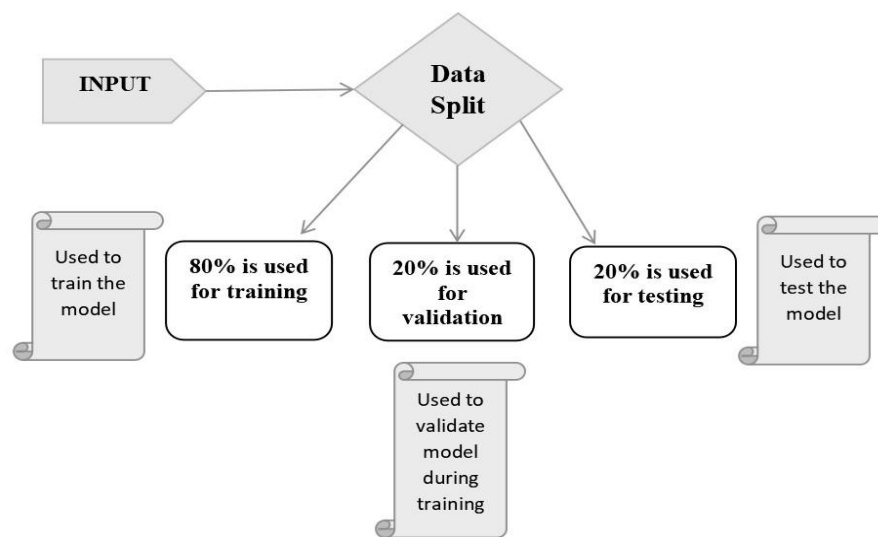 INPUT
Data
Split
Used to
train the
model
80% is used
for training
20% is used
for
validation
20% is used
for testing
Used to
test the
model
Used to
validate
model
during
training